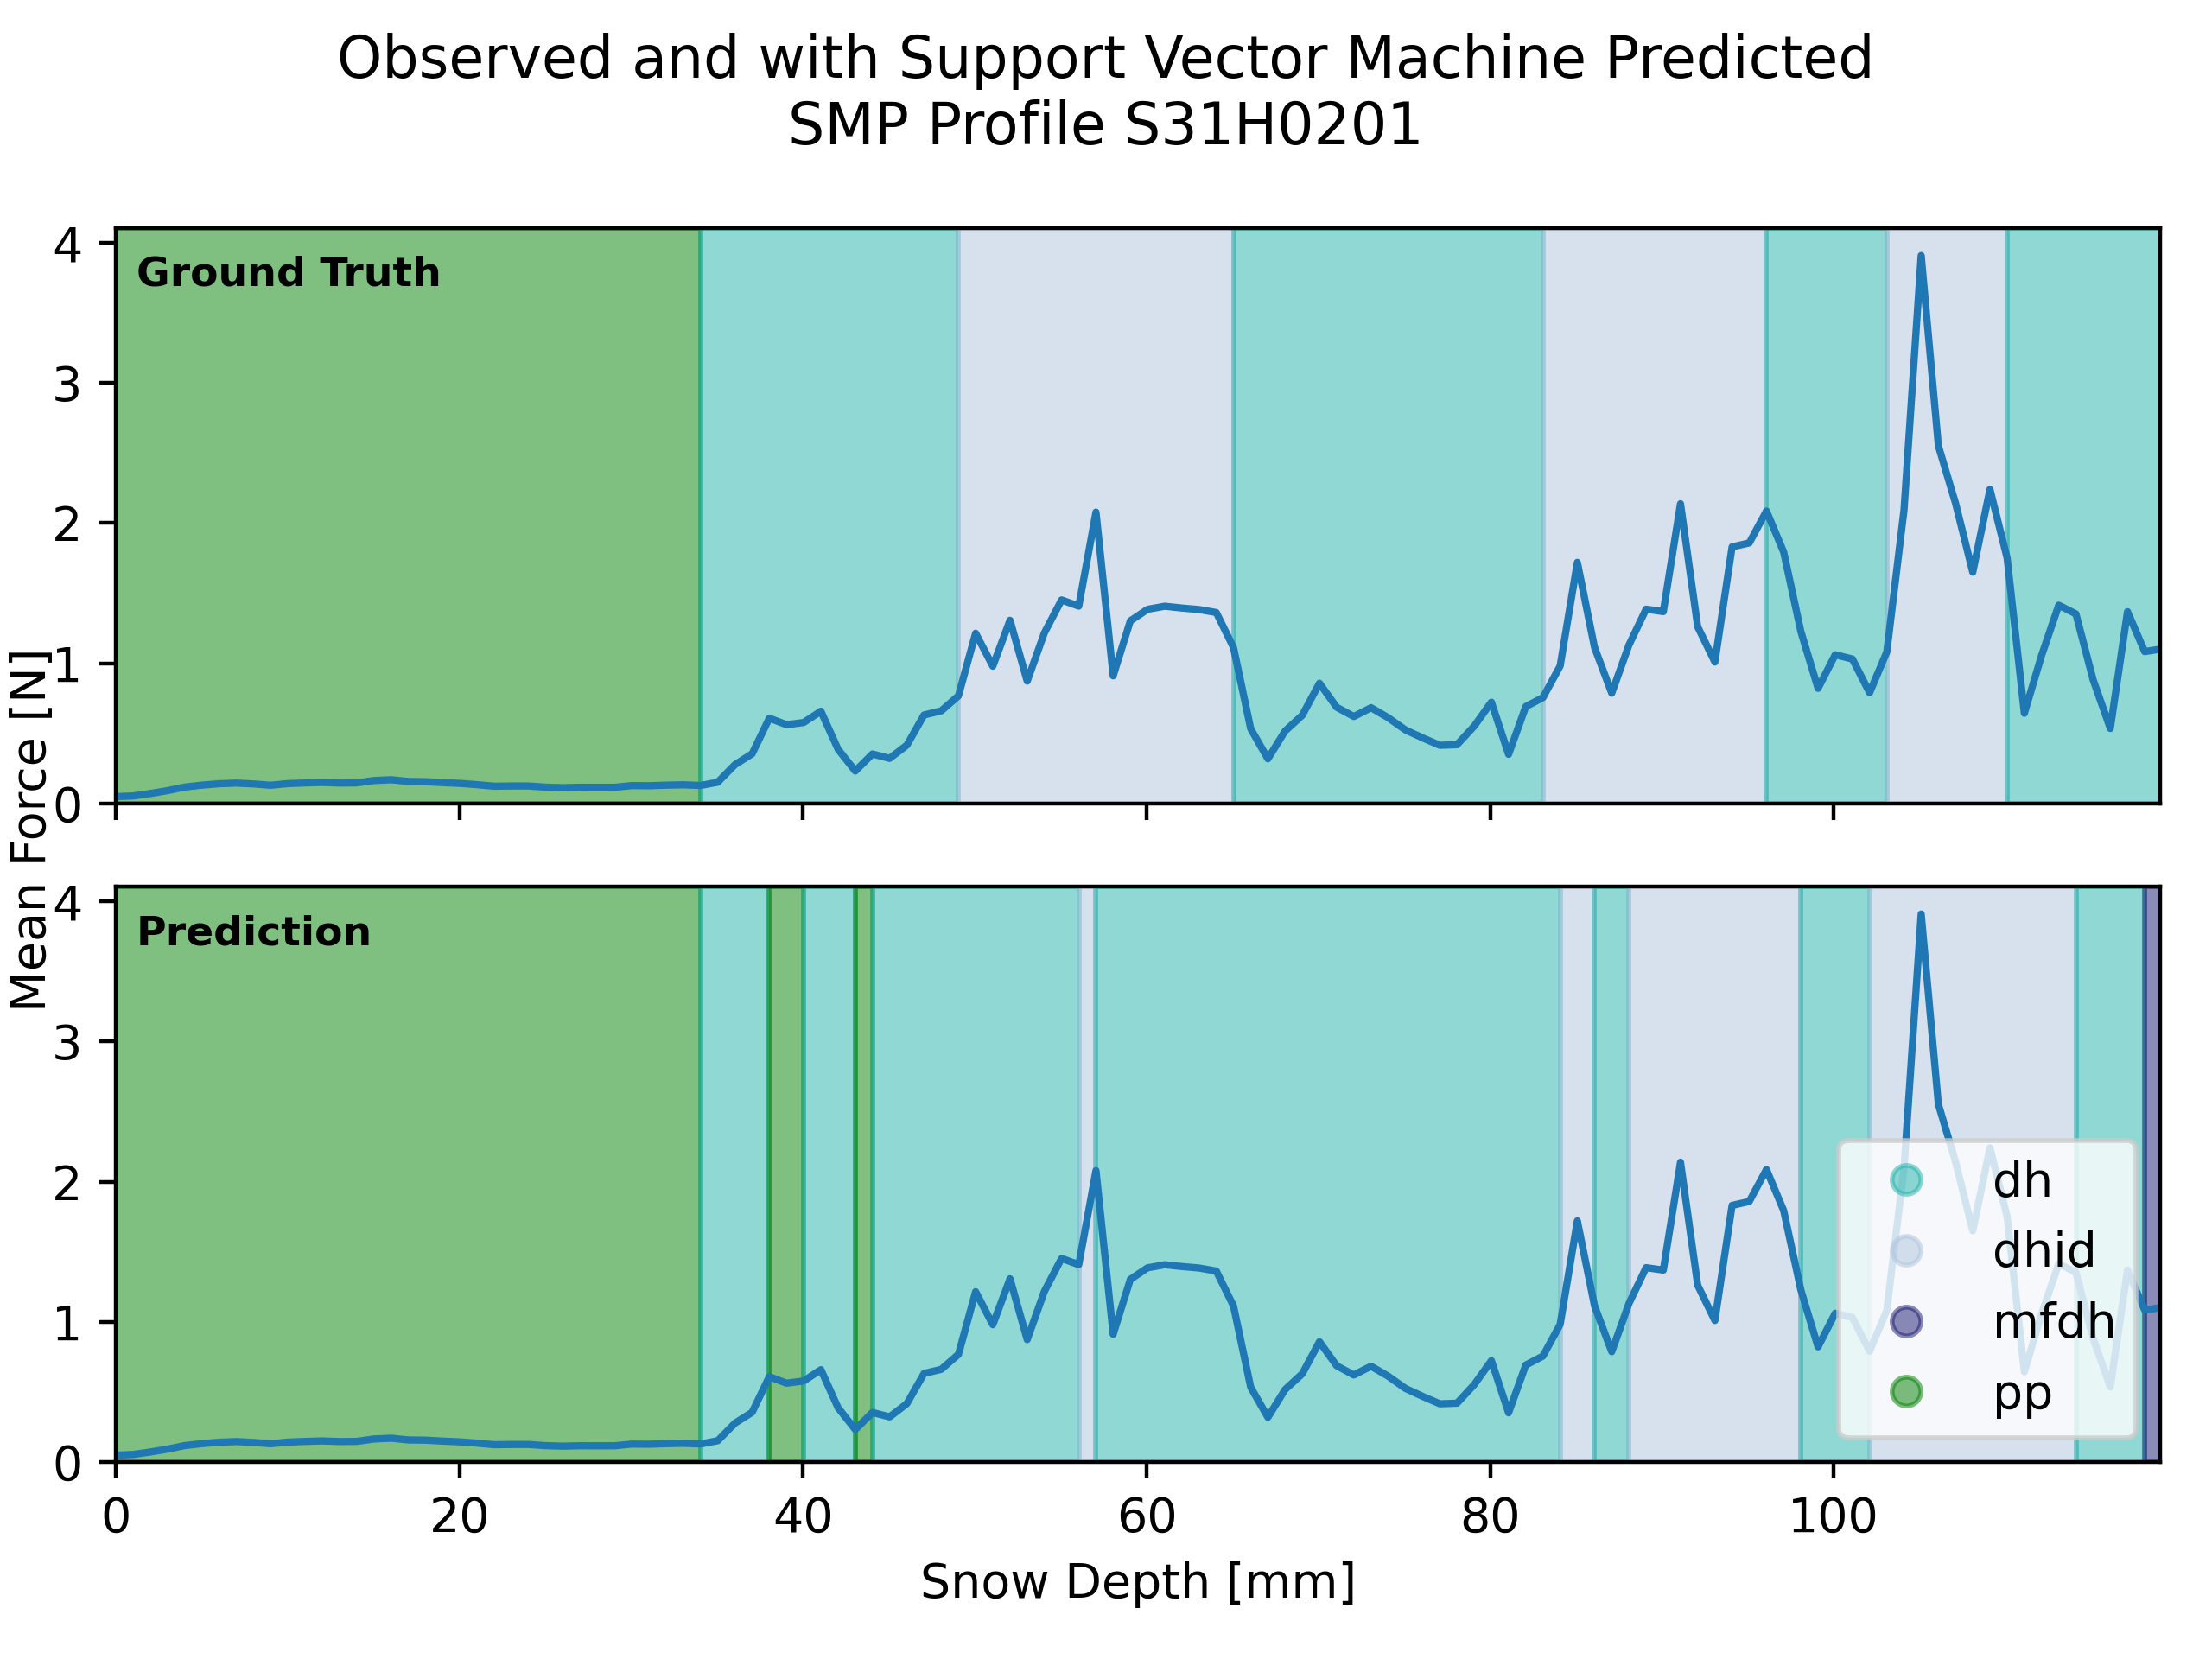 Observed and with Support Vector Machine Predicted
SMP Profile S31H0201
Mean Force [N]
4
3
2
1
0
Ground Truth
4
3
2
1
0
Prediction
dh
dhid
mfdh
pp
0 20 40 60 80 100
Snow Depth [mm]